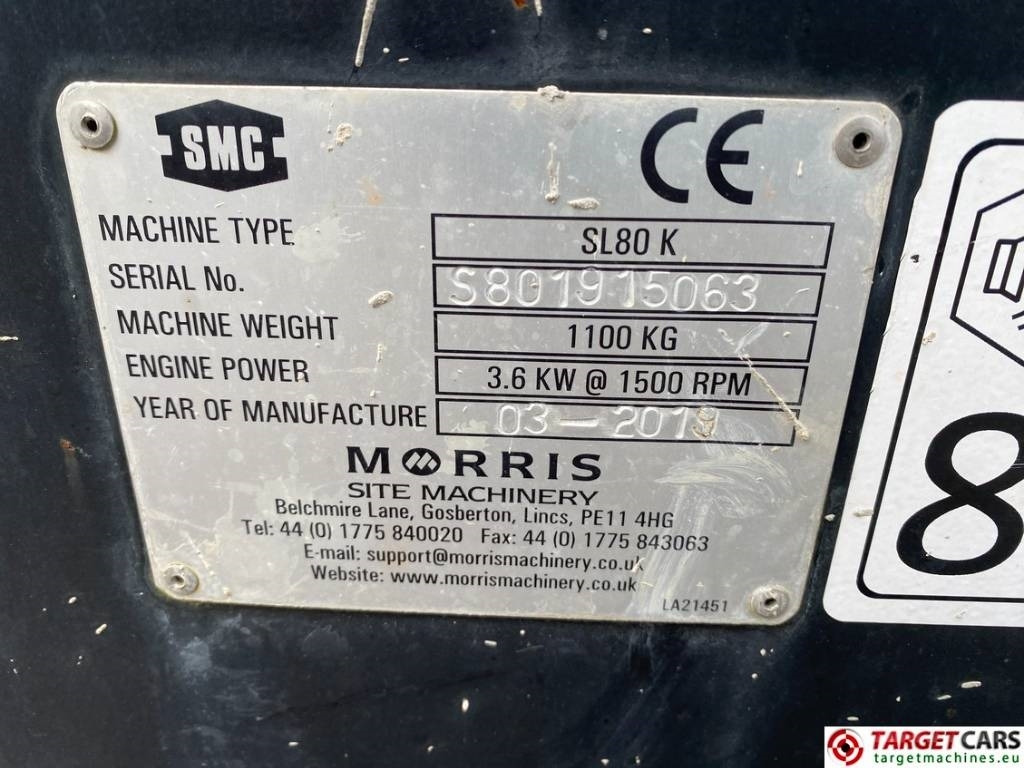 SMC
CE
MACHINE TYPE SL80 K
SERIAL No. S801915063
MACHINE WEIGHT 1100 KG
ENGINE POWER 3.6 KW @ 1500 RPM
YEAR OF MANUFACTURE 03-2019
MORRIS
SITE MACHINERY
Belchmire Lane, Gosberton, Lincs, PE11 4HG
Tel: 44 (0) 1775 840020 Fax: 44 (0) 1775 843063
E-mail: support@morrismachinery.co.uk
Website: www.morrismachinery.co.uk
LA21451
8
TARGETCARS
targetmachines.eu